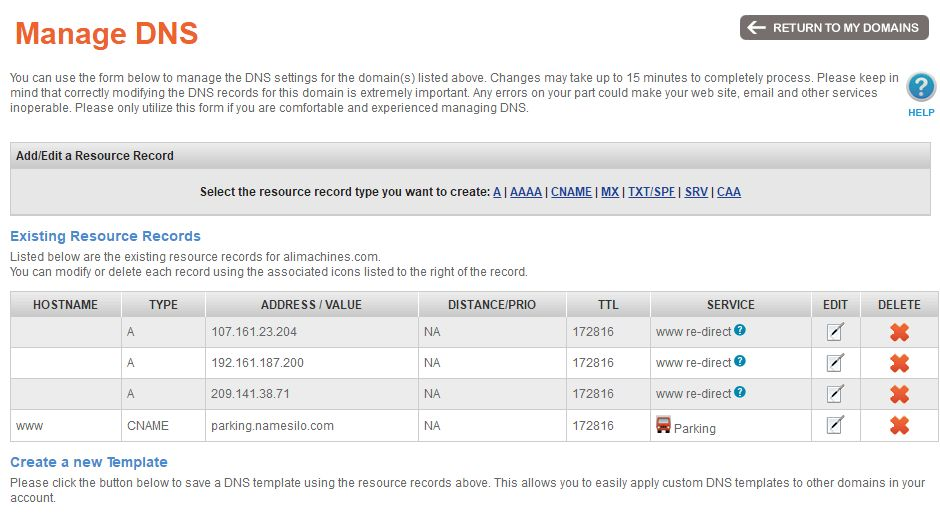 Manage DNS
RETURN TO MY DOMAINS
You can use the form below to manage the DNS settings for the domain(s) listed above. Changes may take up to 15 minutes to completely process. Please keep in
mind that correctly modifying the DNS records for this domain is extremely important. Any errors on your part could make your web site, email and other services
inoperable. Please only utilize this form if you are comfortable and experienced managing DNS.
?
HELP
Add/Edit a Resource Record
Select the resource record type you want to create: A | AAAA | CNAME | MX | TXT/SPF | SRV | CAA
Existing Resource Records
Listed below are the existing resource records for alimachines.com.
You can modify or delete each record using the associated icons listed to the right of the record.
HOSTNAME TYPE ADDRESS / VALUE DISTANCE/PRIO TTL SERVICE EDIT DELETE
A 107.161.23.204 NA 172816 www re-direct ?
A 192.161.187.200 NA 172816 www re-direct ?
A 209.141.38.71 NA 172816 www re-direct ?
www CNAME parking.namesilo.com NA 172816 Parking
Create a new Template
Please click the button below to save a DNS template using the resource records above. This allows you to easily apply custom DNS templates to other domains in your
account.